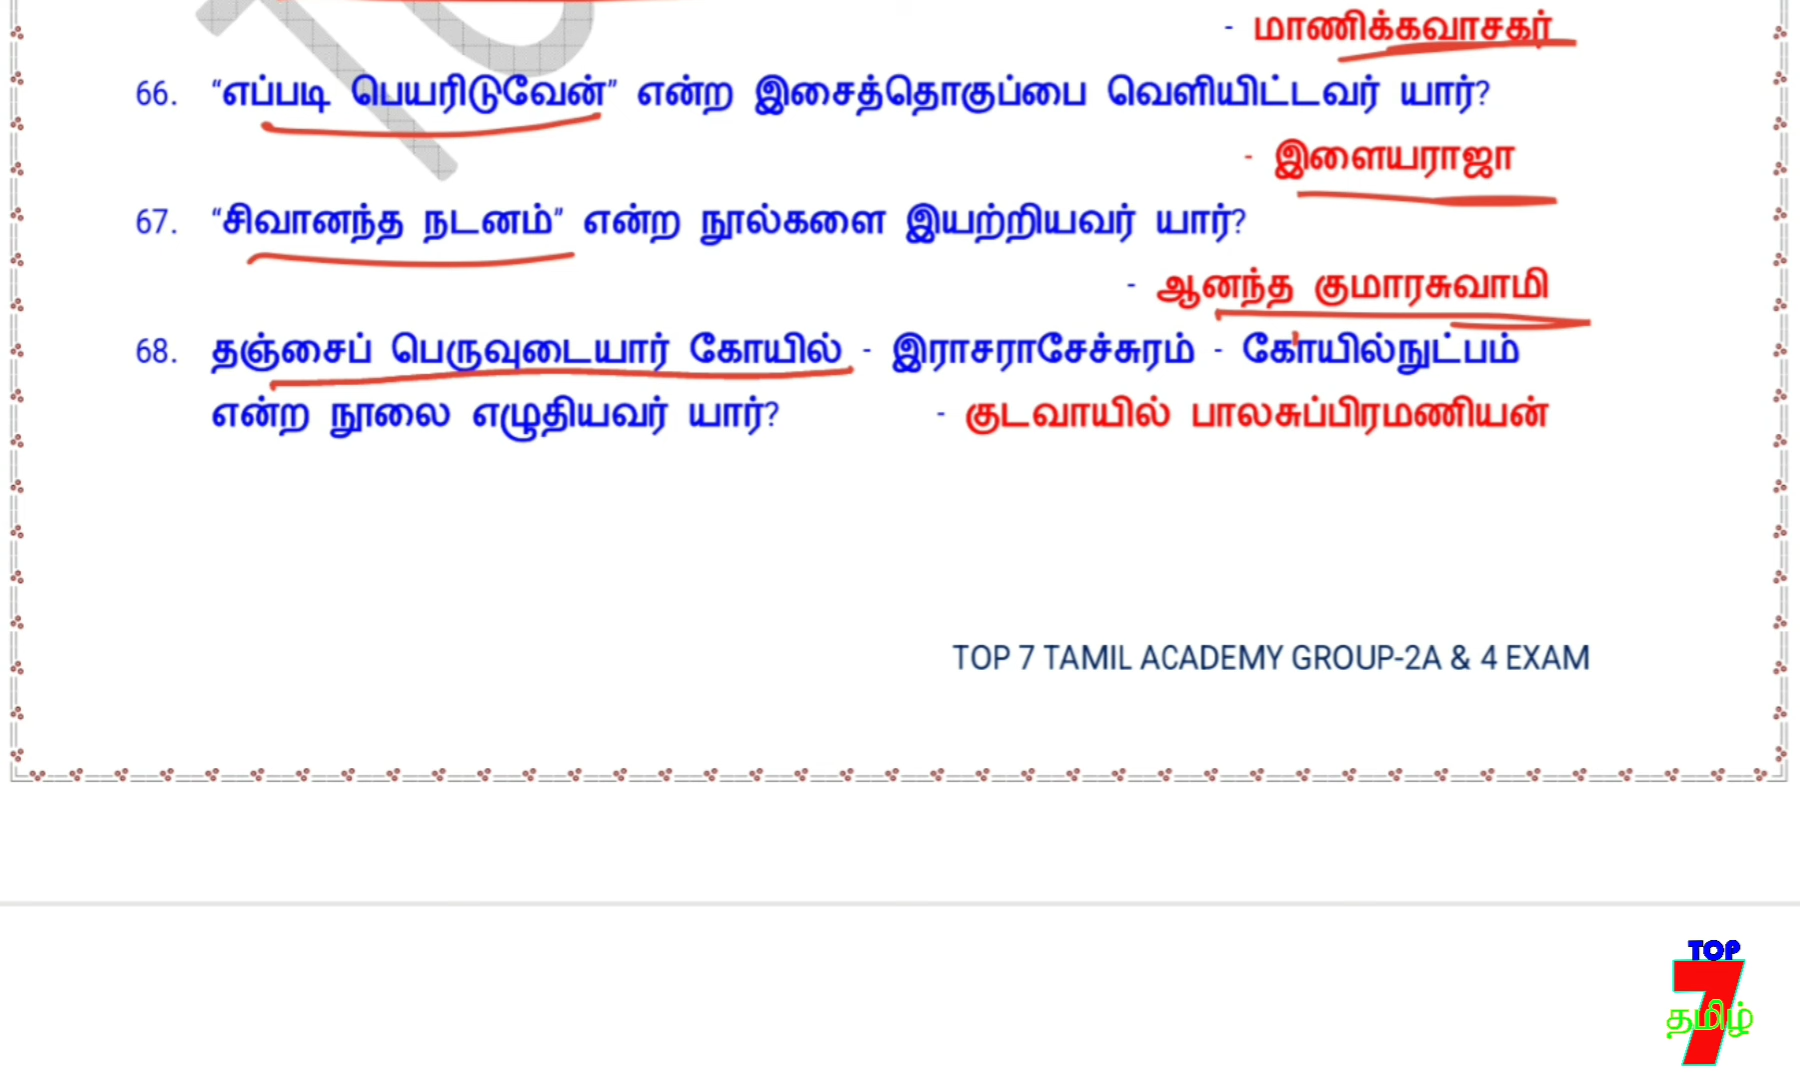 - மாணிக்கவாசகர்
66. “எப்படி பெயரிடுவேன்” என்ற இசைத்தொகுப்பை வெளியிட்டவர் யார்?
- இளையராஜா
67. “சிவானந்த நடனம்” என்ற நூல்களை இயற்றியவர் யார்?
- ஆனந்த குமாரசுவாமி
68. தஞ்சைப் பெருவுடையார் கோயில் - இராசராசேச்சுரம் - கோயில்நுட்பம்
என்ற நூலை எழுதியவர் யார்? - குடவாயில் பாலசுப்பிரமணியன்
TOP 7 TAMIL ACADEMY GROUP-2A & 4 EXAM
TOP
7
தமிழ்